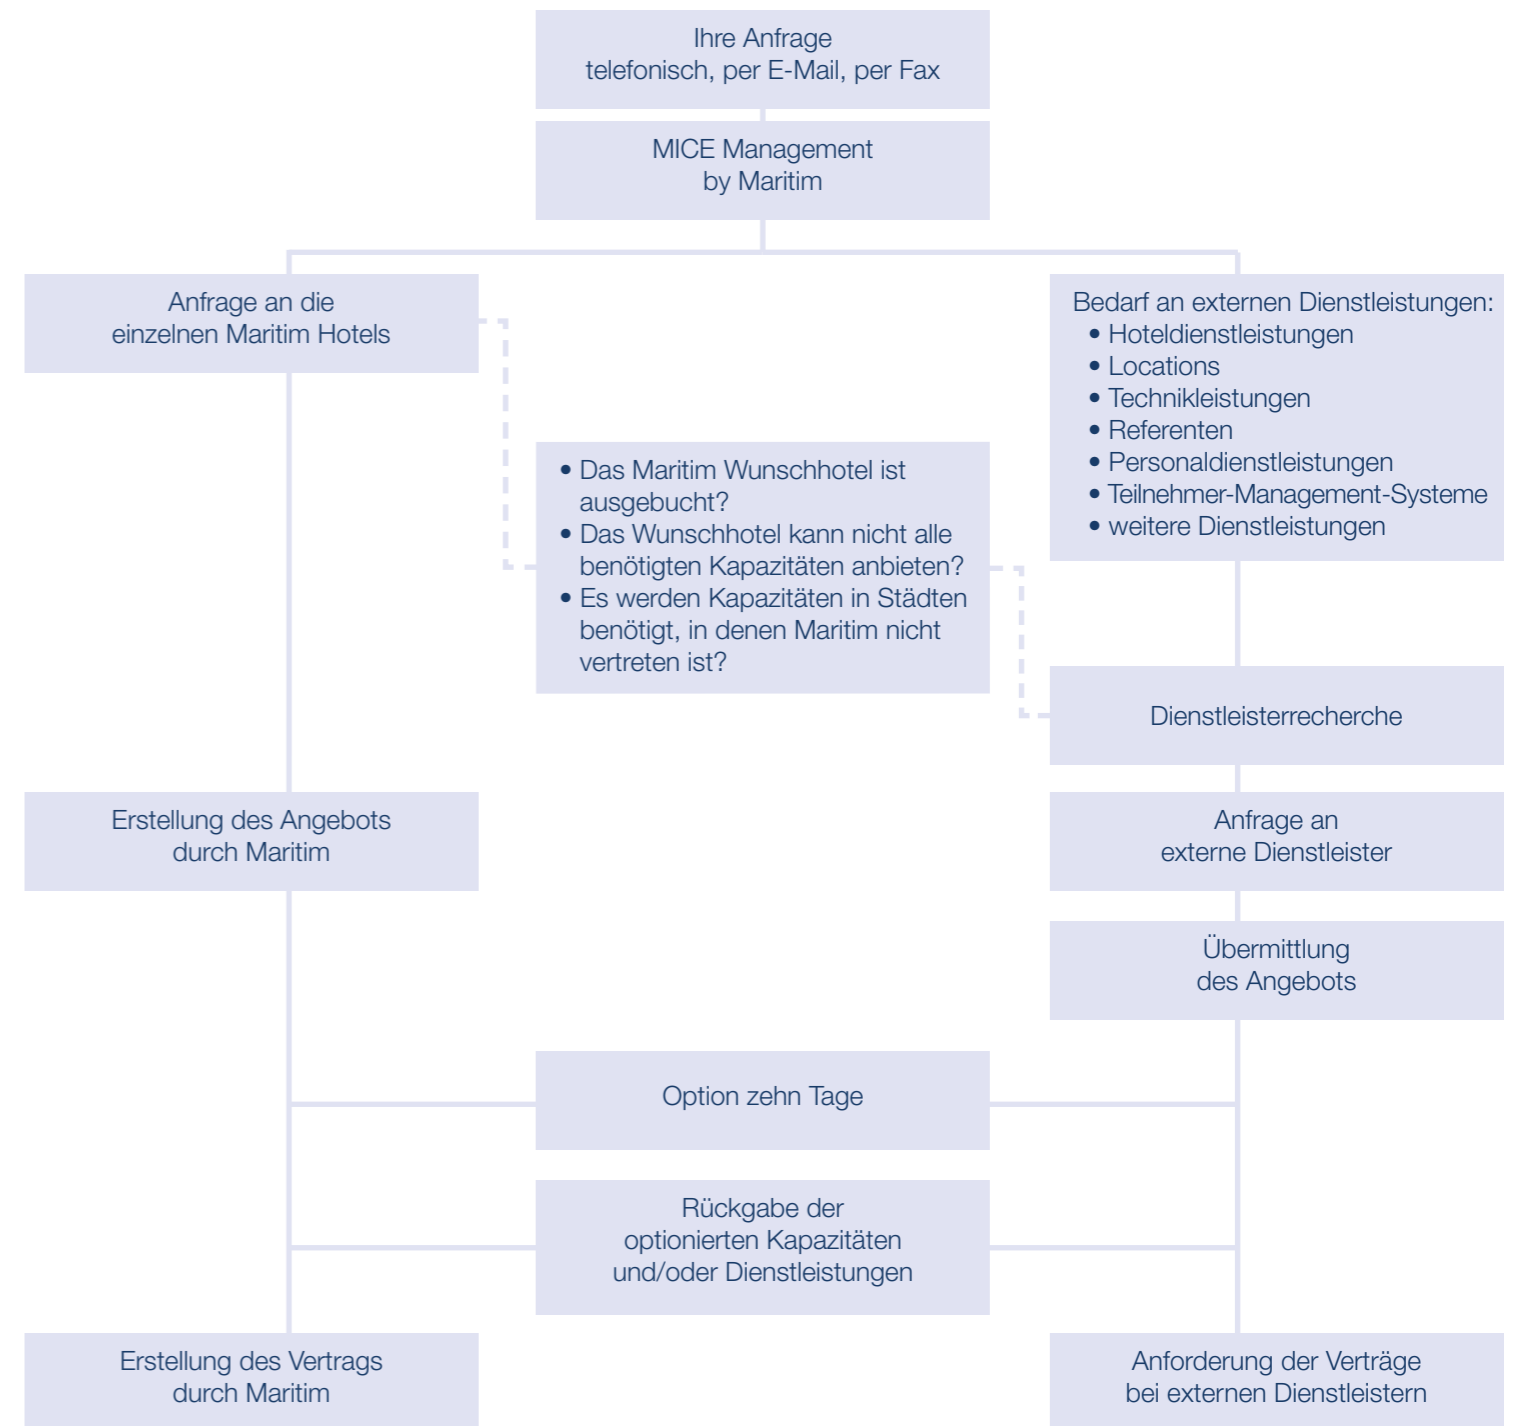 Ihre Anfrage
telefonisch, per E-Mail, per Fax
MICE Management
by Maritim
Anfrage an die
einzelnen Maritim Hotels
Bedarf an externen Dienstleistungen:
• Hoteldienstleistungen
• Locations
• Technikleistungen
• Referenten
• Personaldienstleistungen
• Teilnehmer-Management-Systeme
• weitere Dienstleistungen
• Das Maritim Wunschhotel ist
ausgebucht?
• Das Wunschhotel kann nicht alle
benötigten Kapazitäten anbieten?
• Es werden Kapazitäten in Städten
benötigt, in denen Maritim nicht
vertreten ist?
Dienstleisterrecherche
Erstellung des Angebots
durch Maritim
Anfrage an
externe Dienstleister
Übermittlung
des Angebots
Option zehn Tage
Rückgabe der
optionierten Kapazitäten
und/oder Dienstleistungen
Erstellung des Vertrags
durch Maritim
Anforderung der Verträge
bei externen Dienstleistern